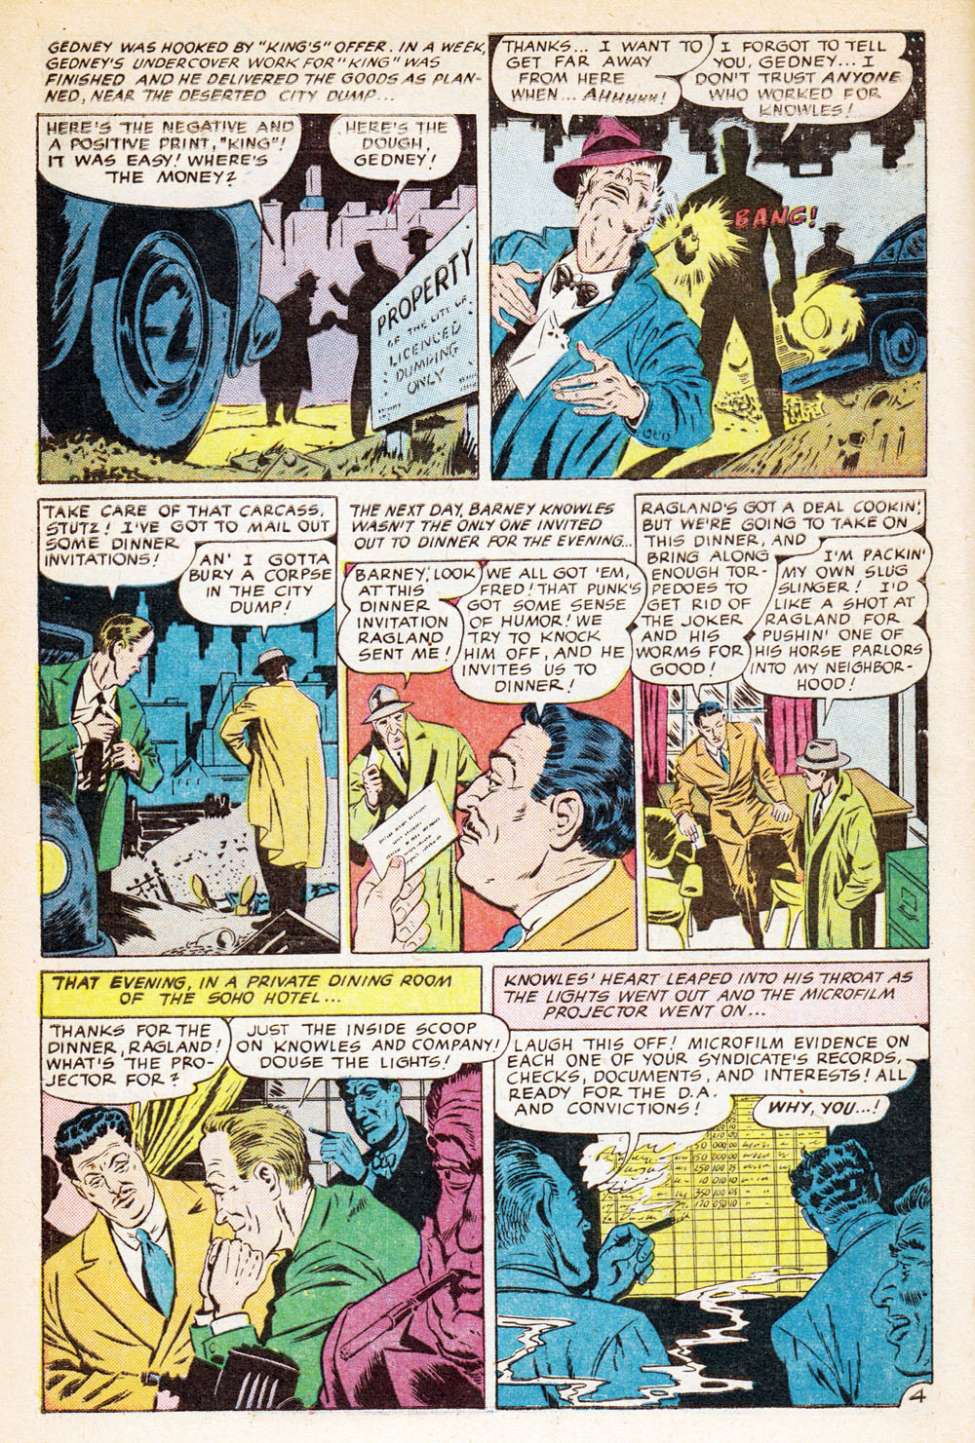 GEDNEY WAS HOOKED BY "KING'S" OFFER. IN A WEEK,
GEDNEY'S UNDERCOVER WORK FOR "KING" WAS
FINISHED AND HE DELIVERED THE GOODS AS PLAN-
NED, NEAR THE DESERTED CITY DUMP...
HERE'S THE NEGATIVE AND
A POSITIVE PRINT, "KING"!
IT WAS EASY! WHERE'S
THE MONEY?
HERE'S THE
DOUGH,
GEDNEY!
PROPERTY
OF THE CITY OF
LICENCED
DUMPING
ONLY
THANKS... I WANT TO
GET FAR AWAY
FROM HERE
WHEN... AHHHHH!
I FORGOT TO TELL
YOU, GEDNEY... I
DON'T TRUST ANYONE
WHO WORKED FOR
KNOWLES!
BANG!
TAKE CARE OF THAT CARCASS,
STUTZ! I'VE GOT TO MAIL OUT
SOME DINNER
INVITATIONS!
AN' I GOTTA
BURY A CORPSE
IN THE CITY
DUMP!
THE NEXT DAY, BARNEY KNOWLES
WASN'T THE ONLY ONE INVITED
OUT TO DINNER FOR THE EVENING...
BARNEY, LOOK
AT THIS
DINNER
INVITATION
RAGLAND
SENT ME!
WE ALL GOT 'EM,
FRED! THAT PUNK'S
GOT SOME SENSE
OF HUMOR! WE
TRY TO KNOCK
HIM OFF, AND HE
INVITES US TO
DINNER!
RAGLAND'S GOT A DEAL COOKIN',
BUT WE'RE GOING TO TAKE ON
THIS DINNER, AND
BRING ALONG
ENOUGH TOR-
PEDOES TO
GET RID OF
THE JOKER
AND HIS
WORMS FOR
GOOD!
I'M PACKIN'
MY OWN SLUG
SLINGER! I'D
LIKE A SHOT AT
RAGLAND FOR
PUSHIN' ONE OF
HIS HORSE PARLORS
INTO MY NEIGHBOR-
HOOD!
THAT EVENING, IN A PRIVATE DINING ROOM
OF THE SOHO HOTEL...
THANKS FOR THE
DINNER, RAGLAND!
WHAT'S THE PRO-
JECTOR FOR?
JUST THE INSIDE SCOOP
ON KNOWLES AND COMPANY!
DOUSE THE LIGHTS!
KNOWLES' HEART LEAPED INTO HIS THROAT AS
THE LIGHTS WENT OUT AND THE MICROFILM
PROJECTOR WENT ON...
LAUGH THIS OFF! MICROFILM EVIDENCE ON
EACH ONE OF YOUR SYNDICATE'S RECORDS,
CHECKS, DOCUMENTS, AND INTERESTS! ALL
READY FOR THE D.A.
AND CONVICTIONS!
WHY, YOU...!
4